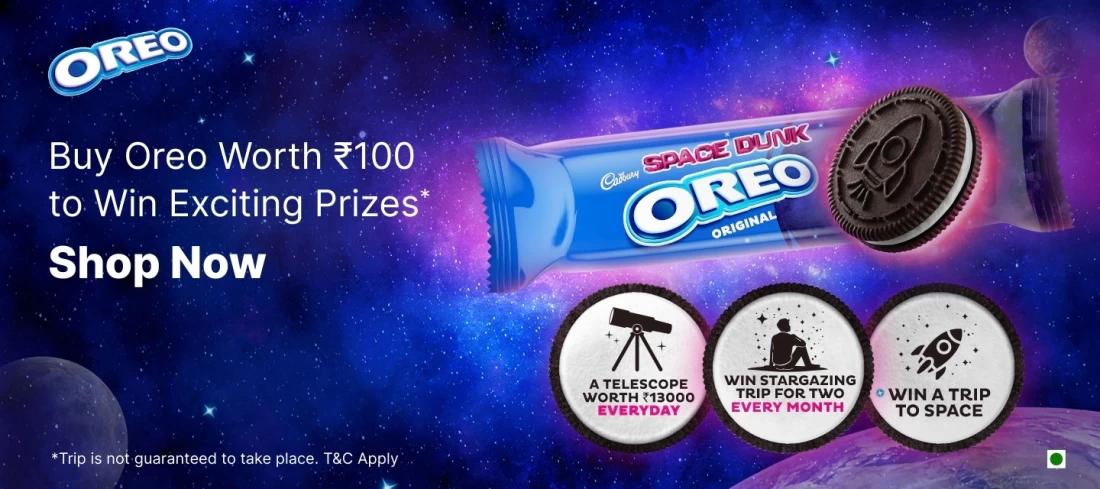 OREO
Buy Oreo Worth ₹100
to Win Exciting Prizes*
Shop Now
SPACE DUNK
Cadbury
OREO
ORIGINAL
A TELESCOPE
WORTH ₹13000
EVERYDAY
WIN STARGAZING
TRIP FOR TWO
EVERY MONTH
WIN A TRIP
TO SPACE
*Trip is not guaranteed to take place. T&C Apply